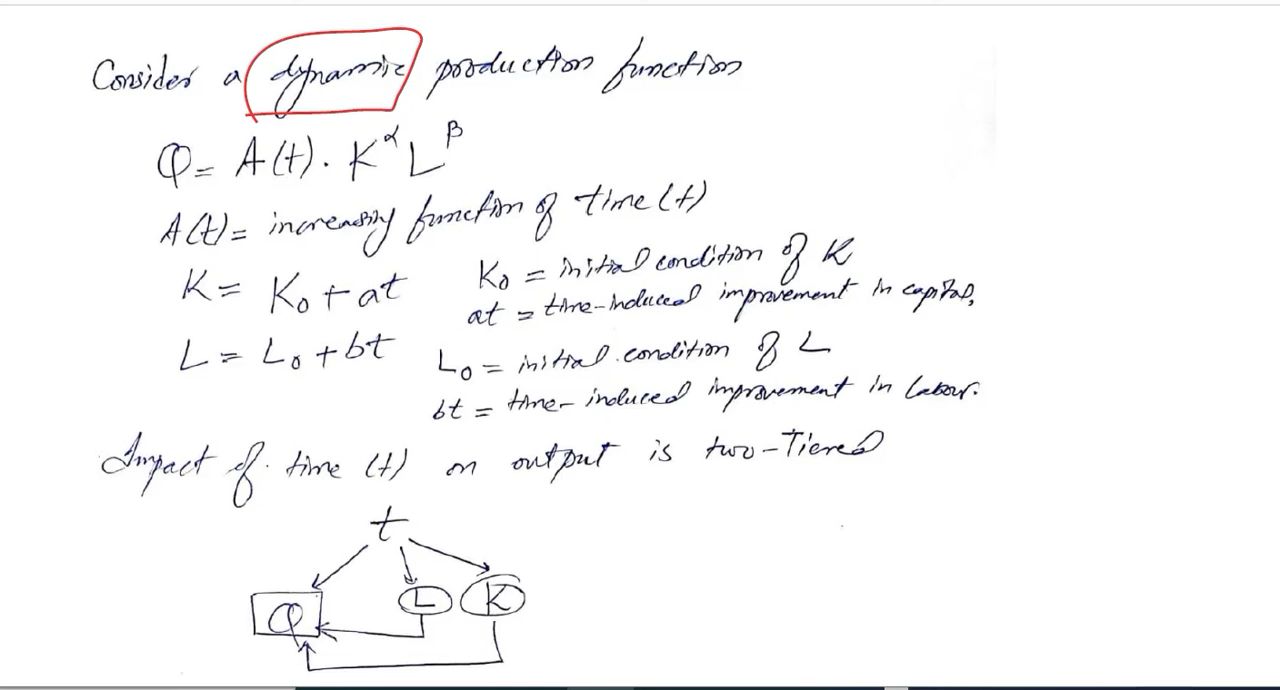 Consider a dynamic production function
Q = A(t). K^α L^β
A(t) = increasing function of time (t)
K = K₀ + at
K₀ = initial condition of K
at = time-induced improvement in capital,
L = L₀ + bt
L₀ = initial condition of L
bt = time-induced improvement in labour.
Impact of time (t) on output is two-Tiered
t
Q L K